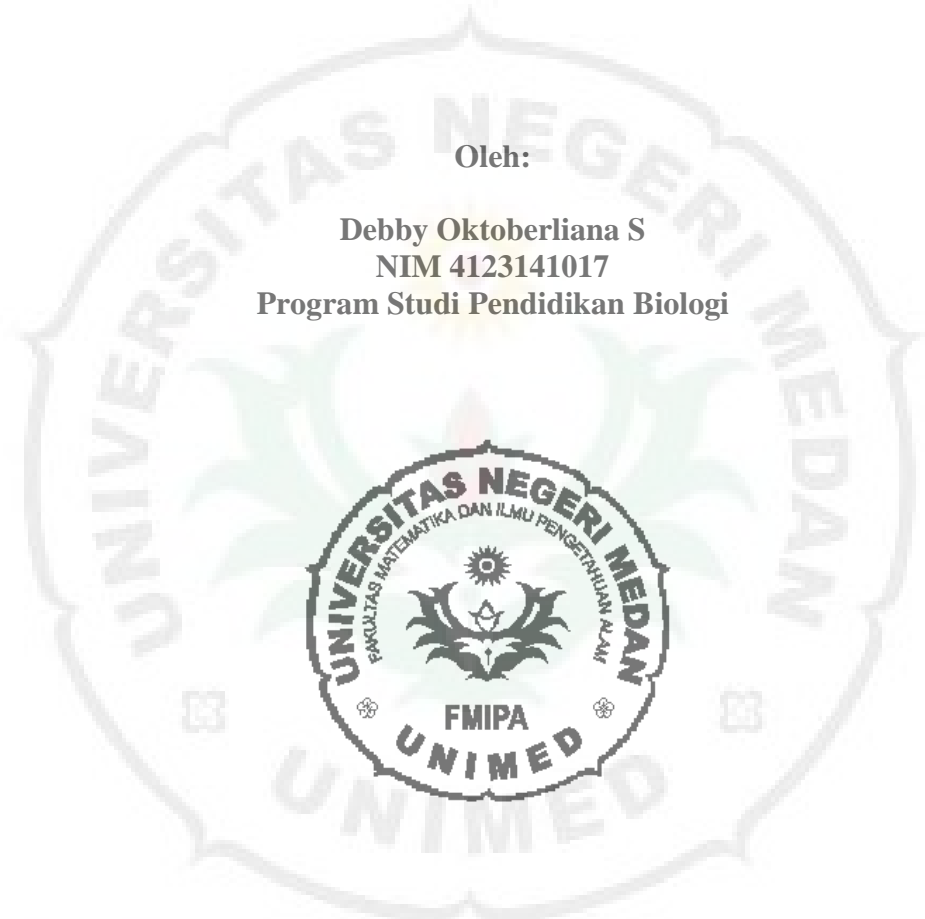 Oleh:
Debby Oktoberliana S
NIM 4123141017
Program Studi Pendidikan Biologi
UNIVERSITAS NEGERI MEDAN
FAKULTAS MATEMATIKA DAN ILMU PENGETAHUAN ALAM
FMIPA
UNIMED
UNIVERSITAS NEGERI MEDAN
UNIMED